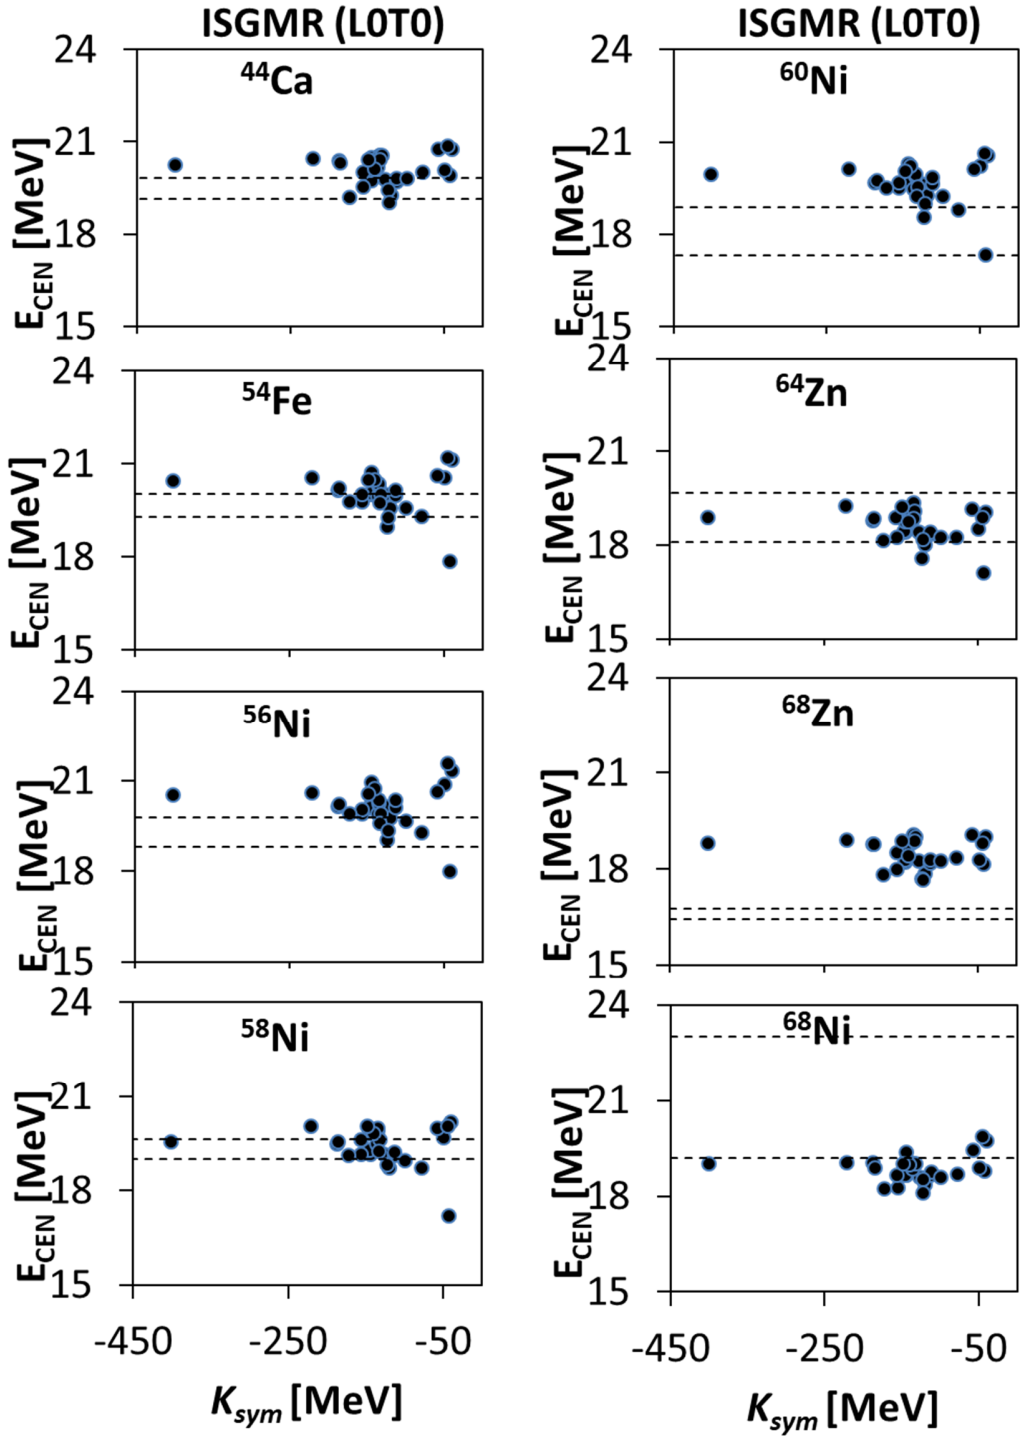 ISGMR (L0T0)
24
21
18
15
E_CEN [MeV]
⁴⁴Ca
24
21
18
15
E_CEN [MeV]
⁵⁴Fe
24
21
18
15
E_CEN [MeV]
⁵⁶Ni
24
21
18
15
E_CEN [MeV]
⁵⁸Ni
-450 -250 -50
K_sym [MeV]
ISGMR (L0T0)
24
21
18
15
E_CEN [MeV]
⁶⁰Ni
24
21
18
15
E_CEN [MeV]
⁶⁴Zn
24
21
18
15
E_CEN [MeV]
⁶⁸Zn
24
21
18
15
E_CEN [MeV]
⁶⁸Ni
-450 -250 -50
K_sym [MeV]